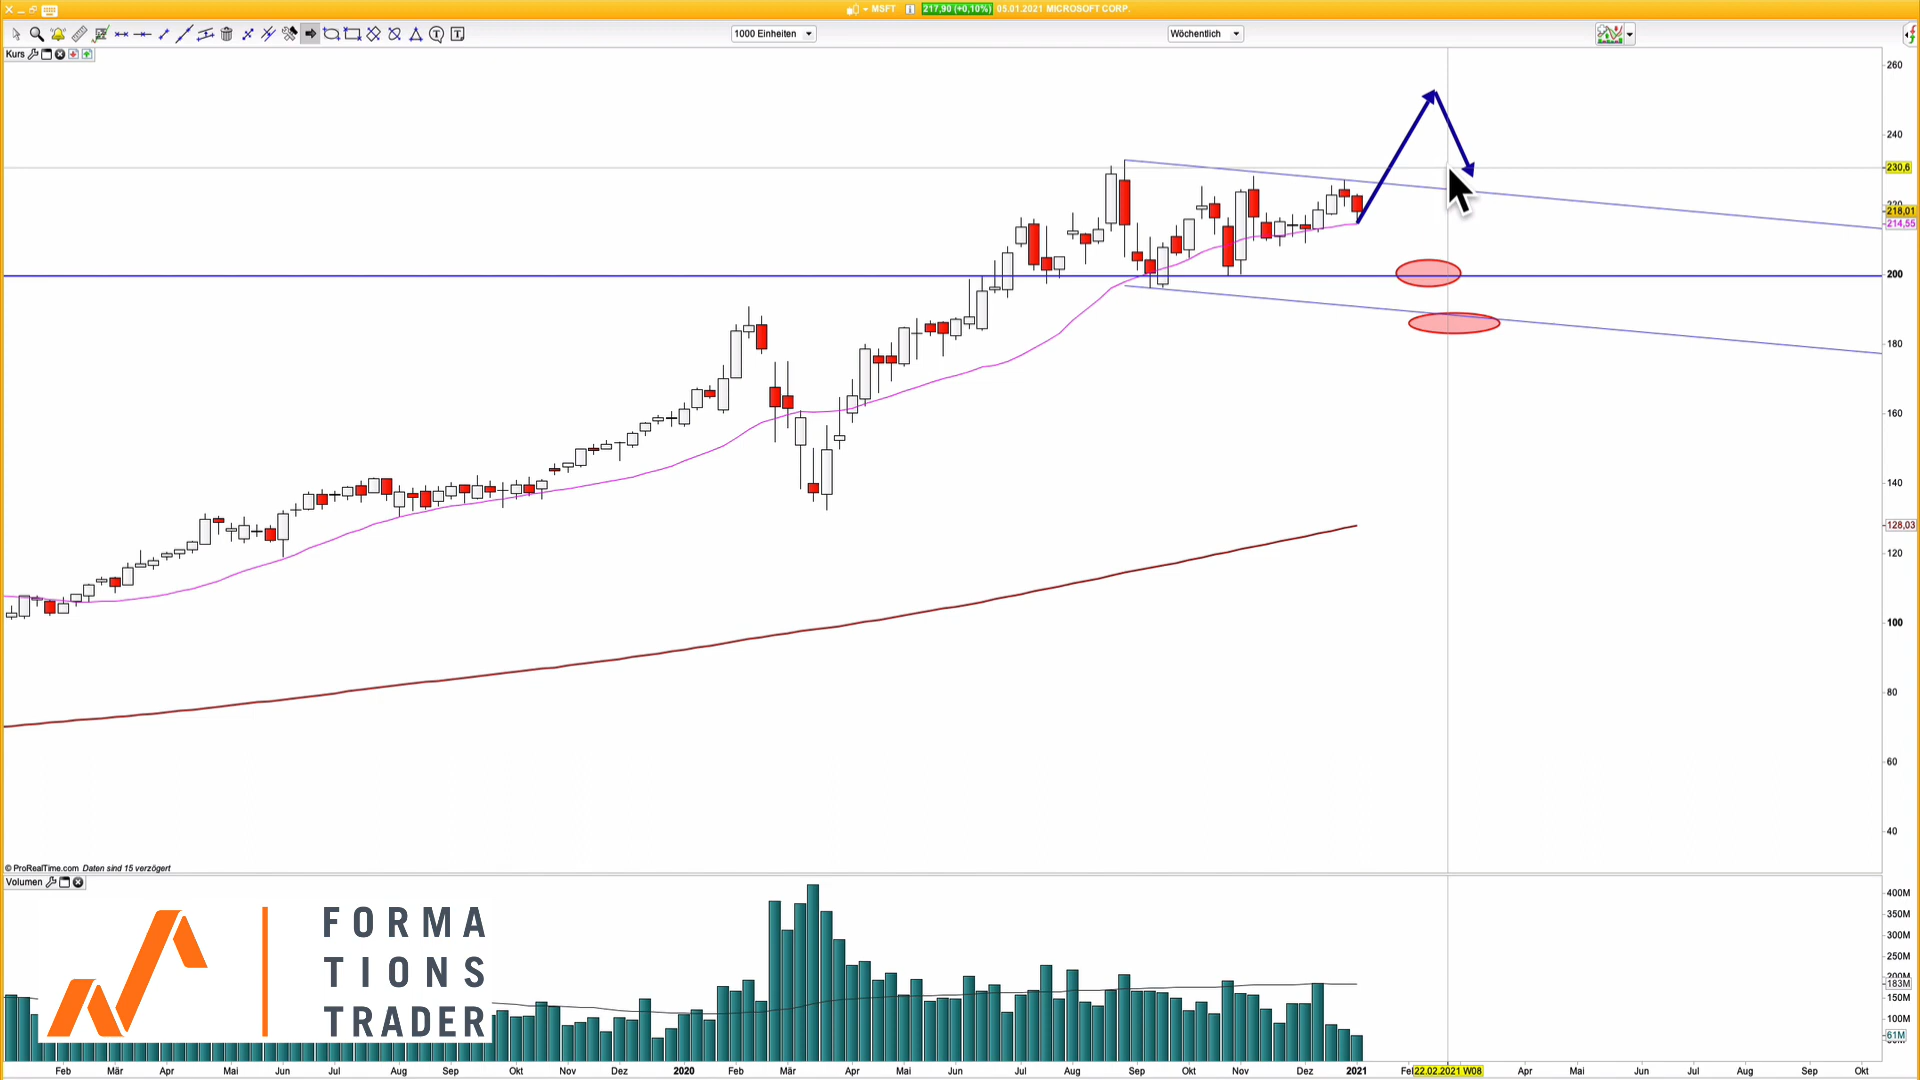 MSFT 217,90 (+0,10%) 05.01.2021 MICROSOFT CORP.
1000 Einheiten
Wöchentlich
Kurs
260
240
230,6
220
218,01
214,55
200
180
160
140
128,03
120
100
80
60
40
© ProRealTime.com Daten sind 15 verzögert
Volumen
400M
350M
300M
250M
200M
183M
150M
100M
61M
FORMA
TIONS
TRADER
Feb Mär Apr Mai Jun Jul Aug Sep Okt Nov Dez 2020 Feb Mär Apr Mai Jun Jul Aug Sep Okt Nov Dez 2021 22.02.2021 W08 Apr Mai Jun Jul Aug Sep Okt